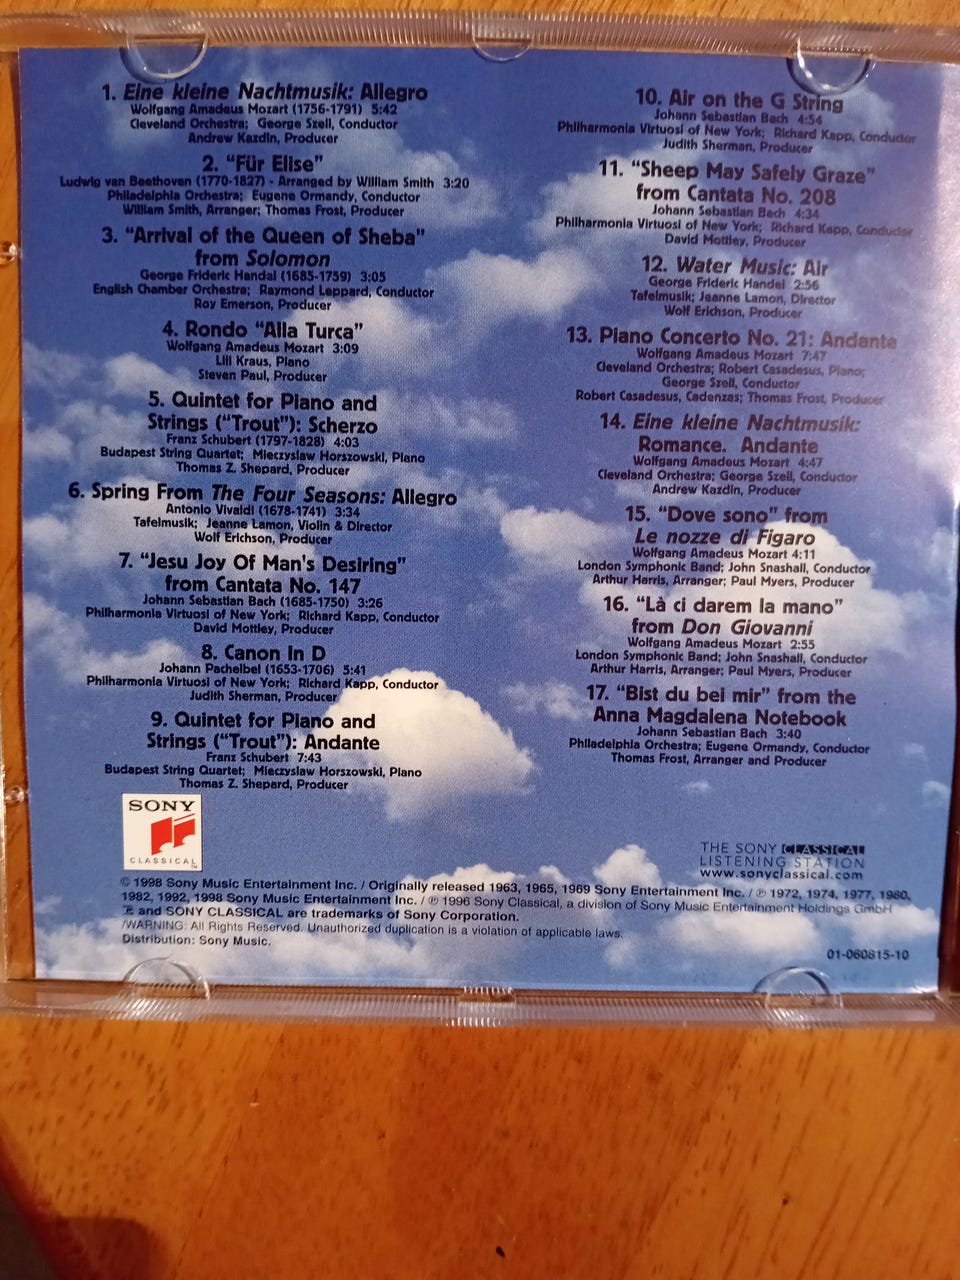 1. Eine kleine Nachtmusik: Allegro
Wolfgang Amadeus Mozart (1756-1791) 5:42
Cleveland Orchestra; George Szell, Conductor
Andrew Kazdin, Producer
2. "Für Elise"
Ludwig van Beethoven (1770-1827) - Arranged by William Smith 3:20
Philadelphia Orchestra; Eugene Ormandy, Conductor
William Smith, Arranger; Thomas Frost, Producer
3. "Arrival of the Queen of Sheba"
from Solomon
George Frideric Handel (1685-1759) 3:05
English Chamber Orchestra; Raymond Leppard, Conductor
Roy Emerson, Producer
4. Rondo "Alla Turca"
Wolfgang Amadeus Mozart 3:09
Lili Kraus, Piano
Steven Paul, Producer
5. Quintet for Piano and
Strings ("Trout"): Scherzo
Franz Schubert (1797-1828) 4:03
Budapest String Quartet; Mieczyslaw Horszowski, Piano
Thomas Z. Shepard, Producer
6. Spring From The Four Seasons: Allegro
Antonio Vivaldi (1678-1741) 3:34
Tafelmusik; Jeanne Lamon, Violin & Director
Wolf Erichson, Producer
7. "Jesu Joy Of Man's Desiring"
from Cantata No. 147
Johann Sebastian Bach (1685-1750) 3:26
Philharmonia Virtuosi of New York; Richard Kapp, Conductor
David Mottley, Producer
8. Canon In D
Johann Pachelbel (1653-1706) 5:41
Philharmonia Virtuosi of New York; Richard Kapp, Conductor
Judith Sherman, Producer
9. Quintet for Piano and
Strings ("Trout"): Andante
Franz Schubert 7:43
Budapest String Quartet; Mieczyslaw Horszowski, Piano
Thomas Z. Shepard, Producer
10. Air on the G String
Johann Sebastian Bach 4:54
Philharmonia Virtuosi of New York; Richard Kapp, Conductor
Judith Sherman, Producer
11. "Sheep May Safely Graze"
from Cantata No. 208
Johann Sebastian Bach 4:34
Philharmonia Virtuosi of New York; Richard Kapp, Conductor
David Mottley, Producer
12. Water Music: Air
George Frideric Handel 2:56
Tafelmusik; Jeanne Lamon, Director
Wolf Erichson, Producer
13. Piano Concerto No. 21: Andante
Wolfgang Amadeus Mozart 7:47
Cleveland Orchestra; Robert Casadesus, Piano;
George Szell, Conductor
Robert Casadesus, Cadenzas; Thomas Frost, Producer
14. Eine kleine Nachtmusik:
Romance. Andante
Wolfgang Amadeus Mozart 4:47
Cleveland Orchestra; George Szell, Conductor
Andrew Kazdin, Producer
15. "Dove sono" from
Le nozze di Figaro
Wolfgang Amadeus Mozart 4:11
London Symphonic Band; John Snashall, Conductor
Arthur Harris, Arranger; Paul Myers, Producer
16. "Là ci darem la mano"
from Don Giovanni
Wolfgang Amadeus Mozart 2:55
London Symphonic Band; John Snashall, Conductor
Arthur Harris, Arranger; Paul Myers, Producer
17. "Bist du bei mir" from the
Anna Magdalena Notebook
Johann Sebastian Bach 3:40
Philadelphia Orchestra; Eugene Ormandy, Conductor
Thomas Frost, Arranger and Producer
SONY
CLASSICAL
THE SONY CLASSICAL
LISTENING STATION
www.sonyclassical.com
© 1998 Sony Music Entertainment Inc. / Originally released 1963, 1965, 1969 Sony Entertainment Inc. / ℗ 1972, 1974, 1977, 1980,
1982, 1992, 1998 Sony Music Entertainment Inc. / ℗ 1996 Sony Classical, a division of Sony Music Entertainment Holdings GmbH
and SONY CLASSICAL are trademarks of Sony Corporation.
/WARNING: All Rights Reserved. Unauthorized duplication is a violation of applicable laws.
Distribution: Sony Music.
01-060815-10